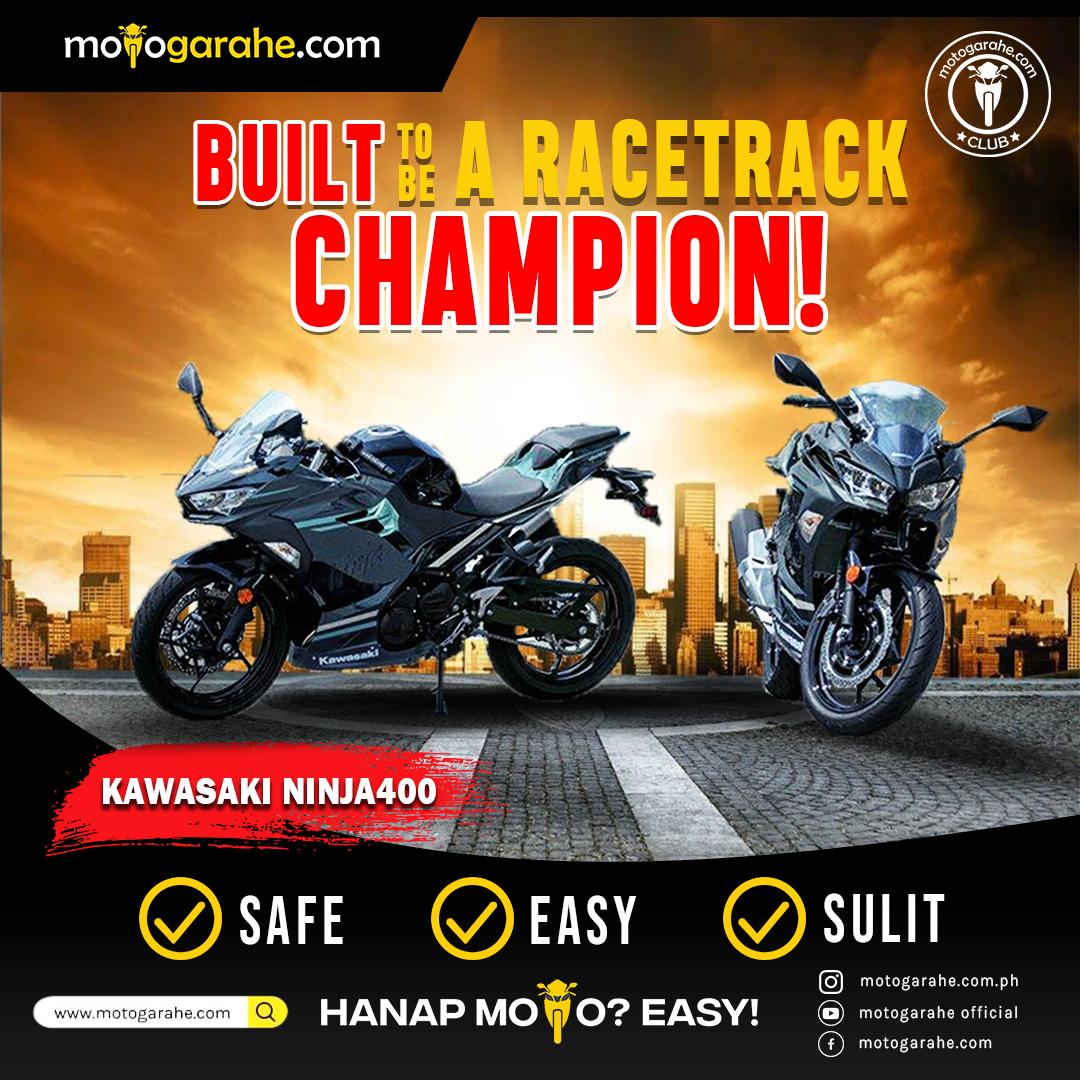 motogarahe.com
motogarahe.com
CLUB
BUILT TO BE A RACETRACK
CHAMPION!
Kawasaki
KAWASAKI NINJA400
SAFE EASY SULIT
www.motogarahe.com
HANAP MOTO? EASY!
motogarahe.com.ph
motogarahe official
motogarahe.com